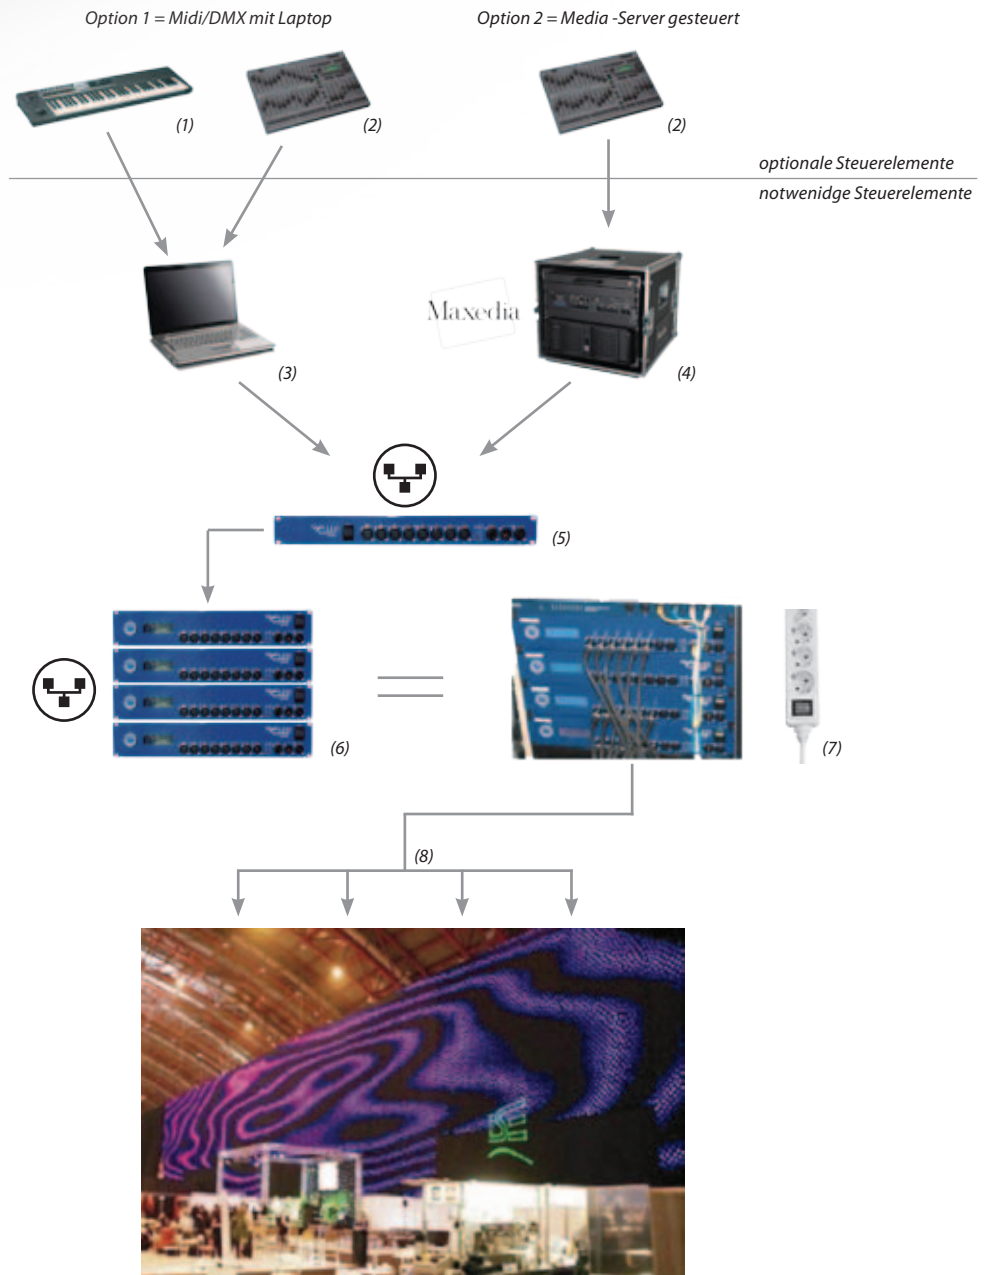 Option 1 = Midi/DMX mit Laptop
Option 2 = Media -Server gesteuert
(1)
(2)
(2)
optionale Steuerelemente
notwenidge Steuerelemente
Maxedia
(3)
(4)
(5)
(6)
(7)
(8)